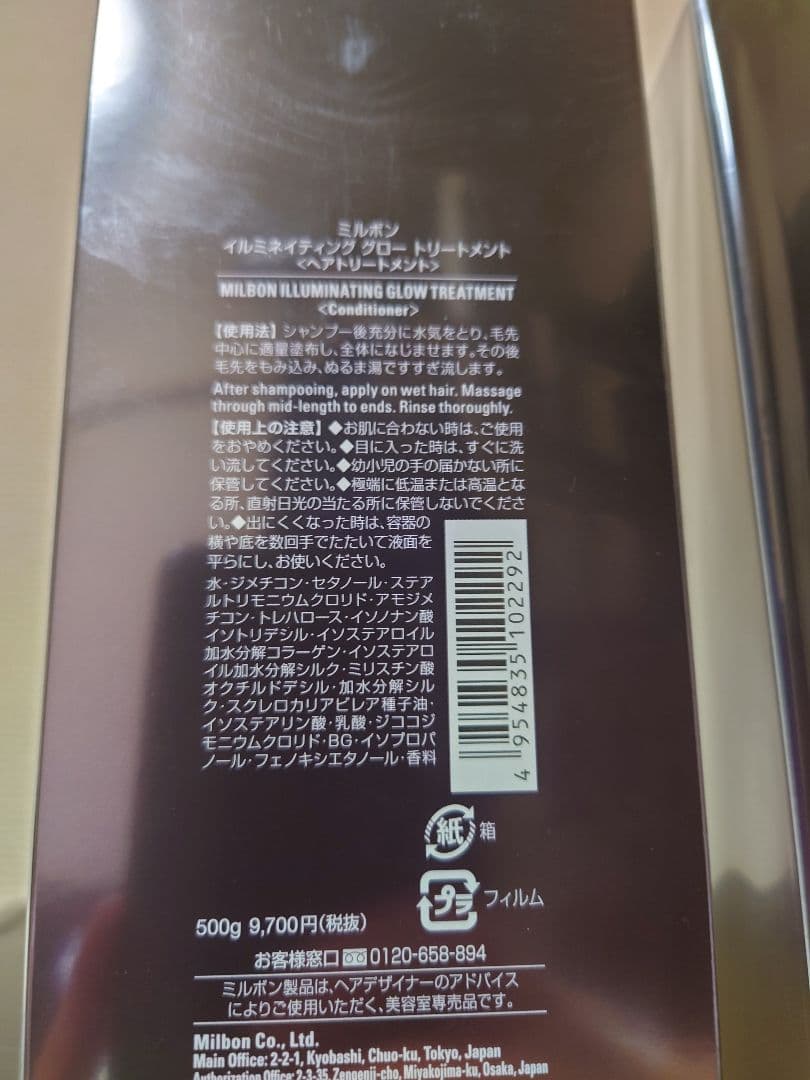 ミルボン
イルミネイティング グロー トリートメント
<ヘアトリートメント>
MILBON ILLUMINATING GLOW TREATMENT
<Conditioner>
【使用法】シャンプー後充分に水気をとり、毛先
中心に適量塗布し、全体になじませます。その後
毛先をもみ込み、ぬるま湯ですすぎ流します。
After shampooing, apply on wet hair. Massage
through mid-length to ends. Rinse thoroughly.
【使用上の注意】◆お肌に合わない時は、ご使用
をおやめください。◆目に入った時は、すぐに洗
い流してください。◆幼小児の手の届かない所に
保管してください。◆極端に低温または高温とな
る所、直射日光の当たる所に保管しないでくださ
い。◆出にくくなった時は、容器の
横や底を数回手でたたいて液面を
平らにし、お使いください。
水・ジメチコン・セタノール・ステア
ルトリモニウムクロリド・アモジメ
チコン・トレハロース・イソノナン酸
イソトリデシル・イソステアロイル
加水分解コラーゲン・イソステアロ
イル加水分解シルク・ミリスチン酸
オクチルドデシル・加水分解シル
ク・スクレロカリアビレア種子油・
イソステアリン酸・乳酸・ジココジ
モニウムクロリド・BG・イソプロパ
ノール・フェノキシエタノール・香料
4 954835 102292
紙 箱
プラ フィルム
500g 9,700円(税抜)
お客様窓口 0120-658-894
ミルボン製品は、ヘアデザイナーのアドバイス
によりご使用いただく、美容室専売品です。
Milbon Co., Ltd.
Main Office: 2-2-1, Kyobashi, Chuo-ku, Tokyo, Japan
Authorization Office: 2-3-35, Zengenji-cho, Miyakojima-ku, Osaka, Japan